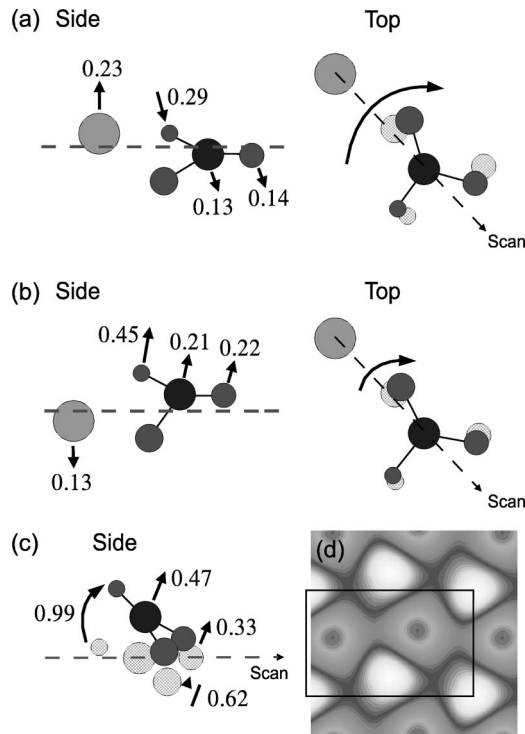 (a) Side Top
0.23
0.29
0.13 0.14
Scan
(b) Side Top
0.45 0.21 0.22
0.13
Scan
(c) Side (d)
0.47
0.99 0.33
Scan
0.62